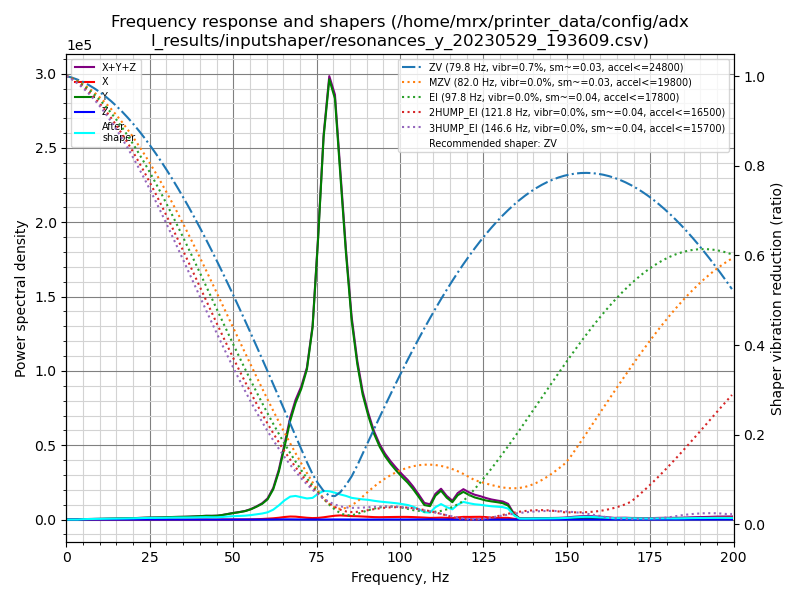 Frequency response and shapers (/home/mrx/printer_data/config/adx
l_results/inputshaper/resonances_y_20230529_193609.csv)
1e5
X+Y+Z
X
Y
Z
After
shaper
ZV (79.8 Hz, vibr=0.7%, sm~=0.03, accel<=24800)
MZV (82.0 Hz, vibr=0.0%, sm~=0.03, accel<=19800)
EI (97.8 Hz, vibr=0.0%, sm~=0.04, accel<=17800)
2HUMP_EI (121.8 Hz, vibr=0.0%, sm~=0.04, accel<=16500)
3HUMP_EI (146.6 Hz, vibr=0.0%, sm~=0.04, accel<=15700)
Recommended shaper: ZV
Power spectral density
3.0
2.5
2.0
1.5
1.0
0.5
0.0
1.0
0.8
0.6
0.4
0.2
0.0
Shaper vibration reduction (ratio)
0 25 50 75 100 125 150 175 200
Frequency, Hz